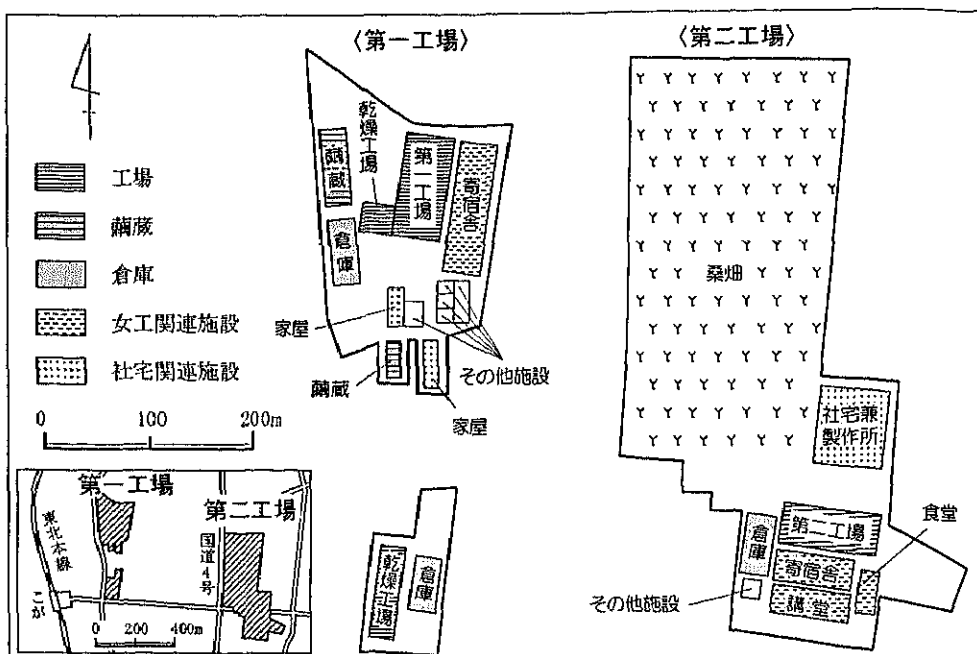 〈第一工場〉
乾燥工場
繭蔵
第一工場
寄宿舎
倉庫
家屋
繭蔵
その他施設
家屋
乾燥工場
倉庫
〈第二工場〉
桑畑
社宅兼
製作所
食堂
倉庫
第二工場
寄宿舎
講堂
その他施設
工場
繭蔵
倉庫
女工関連施設
社宅関連施設
0 100 200m
第一工場
第二工場
東北本線
国道4号
こが
0 200 400m